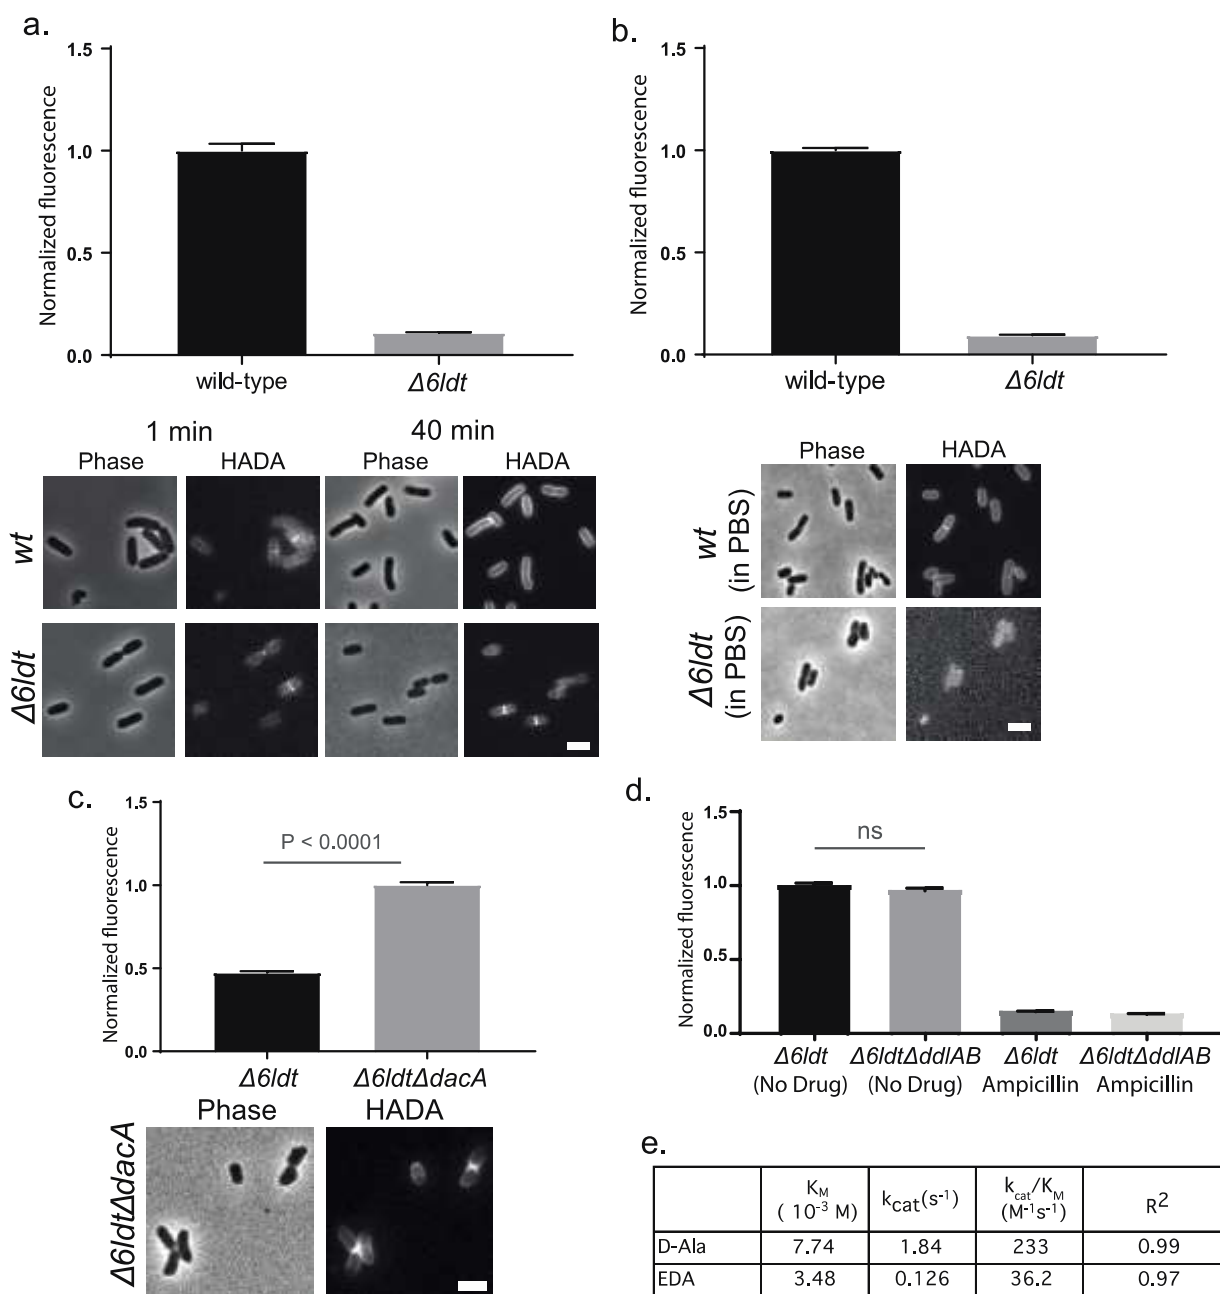 a.
1.5
1.0
0.5
0.0
Normalized fluorescence
wild-type
Δ6ldt
1 min
40 min
Phase
HADA
Phase
HADA
wt
Δ6ldt
b.
1.5
1.0
0.5
0.0
Normalized fluorescence
wild-type
Δ6ldt
Phase
HADA
wt
(in PBS)
Δ6ldt
(in PBS)
c.
1.5
1.0
0.5
0.0
Normalized fluorescence
P < 0.0001
Δ6ldt
Δ6ldtΔdacA
Phase
HADA
Δ6ldtΔdacA
d.
1.5
1.0
0.5
0.0
Normalized fluorescence
ns
Δ6ldt
(No Drug)
Δ6ldtΔddlAB
(No Drug)
Δ6ldt
Ampicillin
Δ6ldtΔddlAB
Ampicillin
e.
K_M (10⁻³ M) k_cat(s⁻¹) k_cat/K_M (M⁻¹s⁻¹) R²
D-Ala 7.74 1.84 233 0.99
EDA 3.48 0.126 36.2 0.97